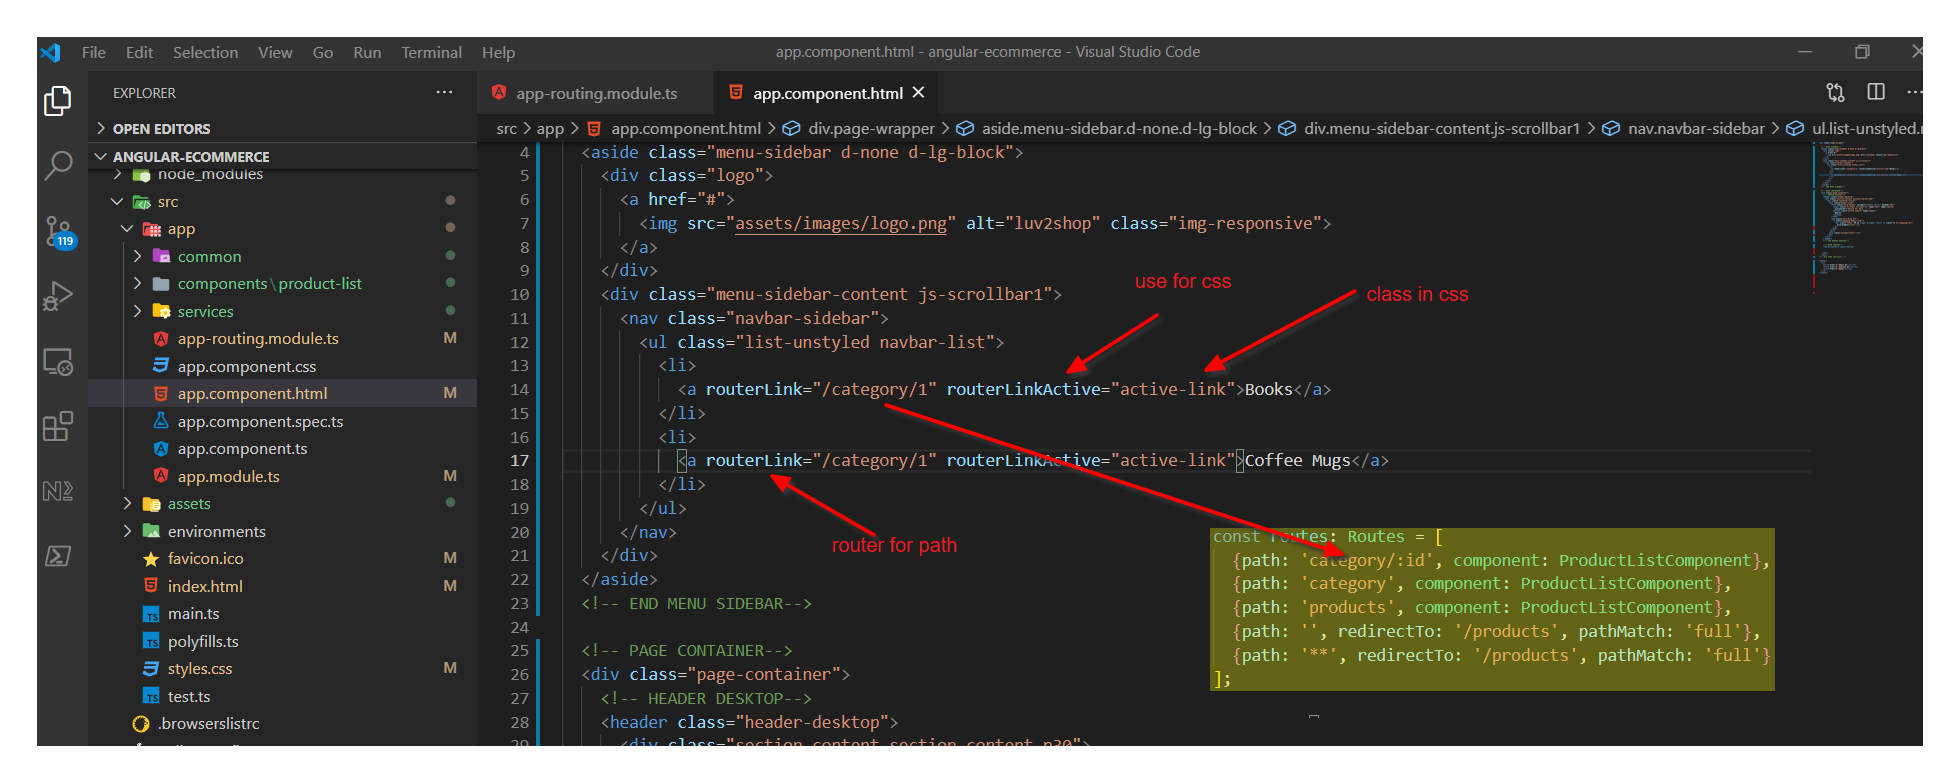 File Edit Selection View Go Run Terminal Help
app.component.html - angular-ecommerce - Visual Studio Code
EXPLORER
OPEN EDITORS
ANGULAR-ECOMMERCE
node_modules
src
app
common
components\product-list
services
app-routing.module.ts M
app.component.css
app.component.html M
app.component.spec.ts
app.component.ts
app.module.ts M
assets
environments
favicon.ico M
index.html M
main.ts
polyfills.ts
styles.css M
test.ts
.browserslistrc
119
app-routing.module.ts
app.component.html
src > app > app.component.html > div.page-wrapper > aside.menu-sidebar.d-none.d-lg-block > div.menu-sidebar-content.js-scrollbar1 > nav.navbar-sidebar > ul.list-unstyled.
4 <aside class="menu-sidebar d-none d-lg-block">
5 <div class="logo">
6 <a href="#">
7 <img src="assets/images/logo.png" alt="luv2shop" class="img-responsive">
8 </a>
9 </div>
10 <div class="menu-sidebar-content js-scrollbar1">
11 <nav class="navbar-sidebar">
12 <ul class="list-unstyled navbar-list">
13 <li>
14 <a routerLink="/category/1" routerLinkActive="active-link">Books</a>
15 </li>
16 <li>
17 <a routerLink="/category/1" routerLinkActive="active-link">Coffee Mugs</a>
18 </li>
19 </ul>
20 </nav>
21 </div>
22 </aside>
23 <!-- END MENU SIDEBAR-->
24
25 <!-- PAGE CONTAINER-->
26 <div class="page-container">
27 <!-- HEADER DESKTOP-->
28 <header class="header-desktop">
29 <div class="section-content section-content-p30">
use for css
class in css
router for path
const routes: Routes = [
{path: 'category/:id', component: ProductListComponent},
{path: 'category', component: ProductListComponent},
{path: 'products', component: ProductListComponent},
{path: '', redirectTo: '/products', pathMatch: 'full'},
{path: '**', redirectTo: '/products', pathMatch: 'full'}
];